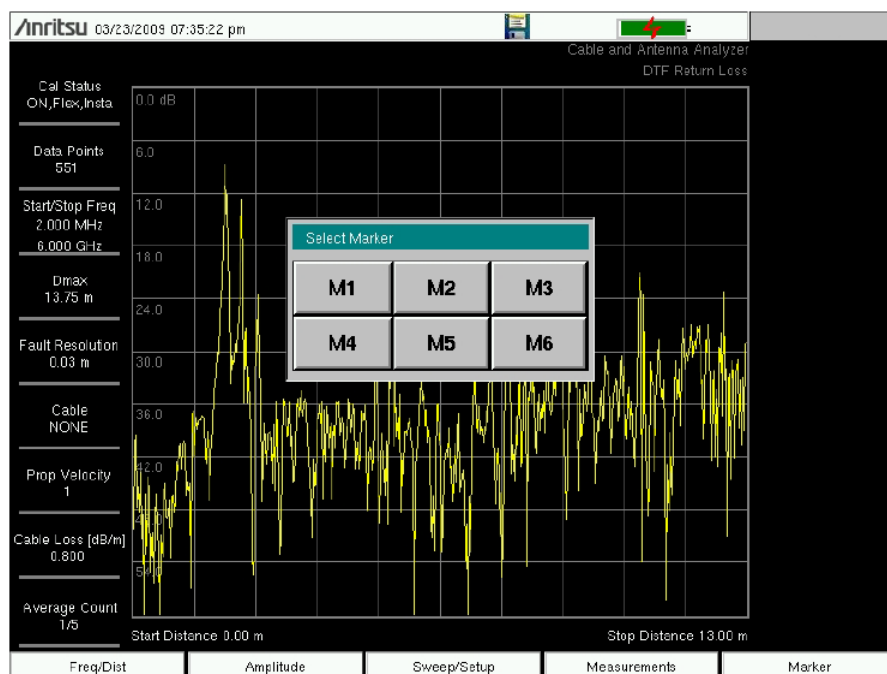 Anritsu 03/23/2009 07:35:22 pm
Cable and Antenna Analyzer
DTF Return Loss
Cal Status
ON,Flex,Insta
Data Points
551
Start/Stop Freq
2.000 MHz
6.000 GHz
Dmax
13.75 m
Fault Resolution
0.03 m
Cable
NONE
Prop Velocity
1
Cable Loss [dB/m]
0.800
Average Count
1/5
0.0 dB
6.0
12.0
18.0
24.0
30.0
36.0
42.0
54.0
Select Marker
M1 M2 M3
M4 M5 M6
Start Distance 0.00 m
Stop Distance 13.00 m
Freq/Dist
Amplitude
Sweep/Setup
Measurements
Marker